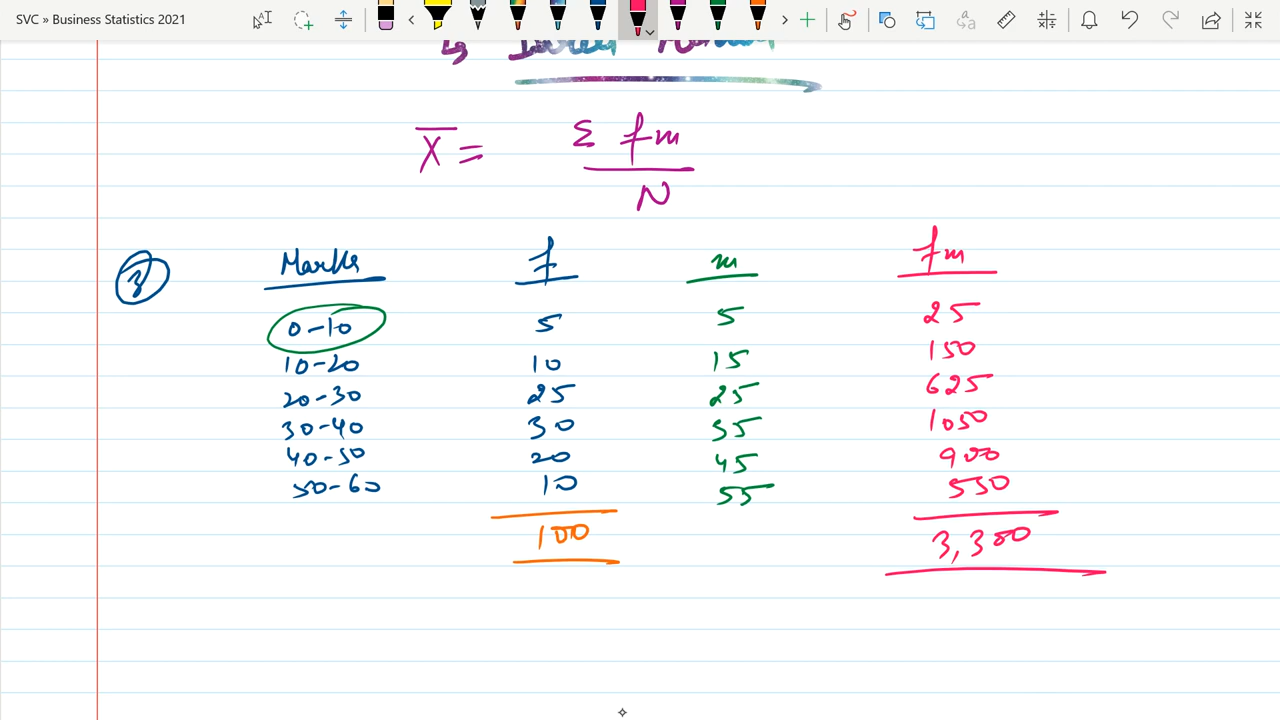 SVC » Business Statistics 2021
X̄ = Σ fm / N
3 Marks f m fm
0-10 5 5 25
10-20 10 15 150
20-30 25 25 625
30-40 30 35 1050
40-50 20 45 900
50-60 10 55 550
100 3,300